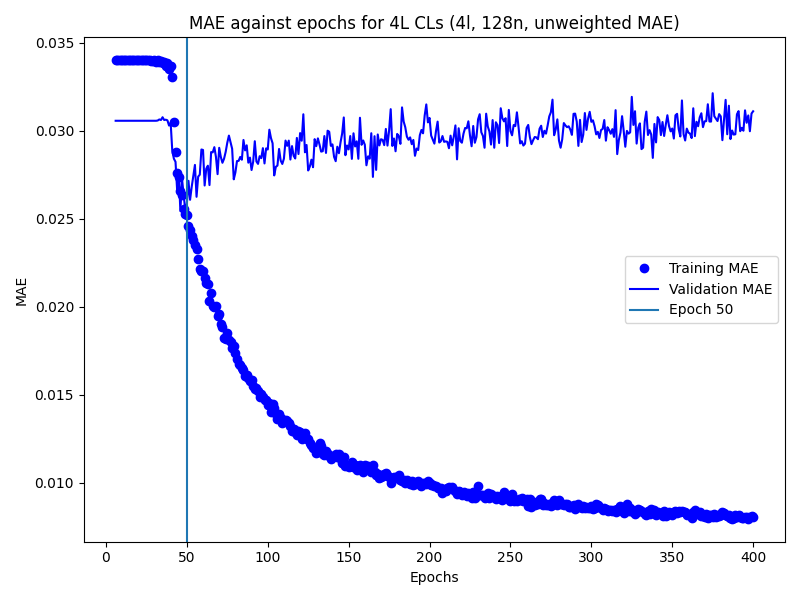 MAE against epochs for 4L CLs (4l, 128n, unweighted MAE)
0.035
0.030
0.025
0.020
0.015
0.010
MAE
Training MAE
Validation MAE
Epoch 50
0 50 100 150 200 250 300 350 400
Epochs